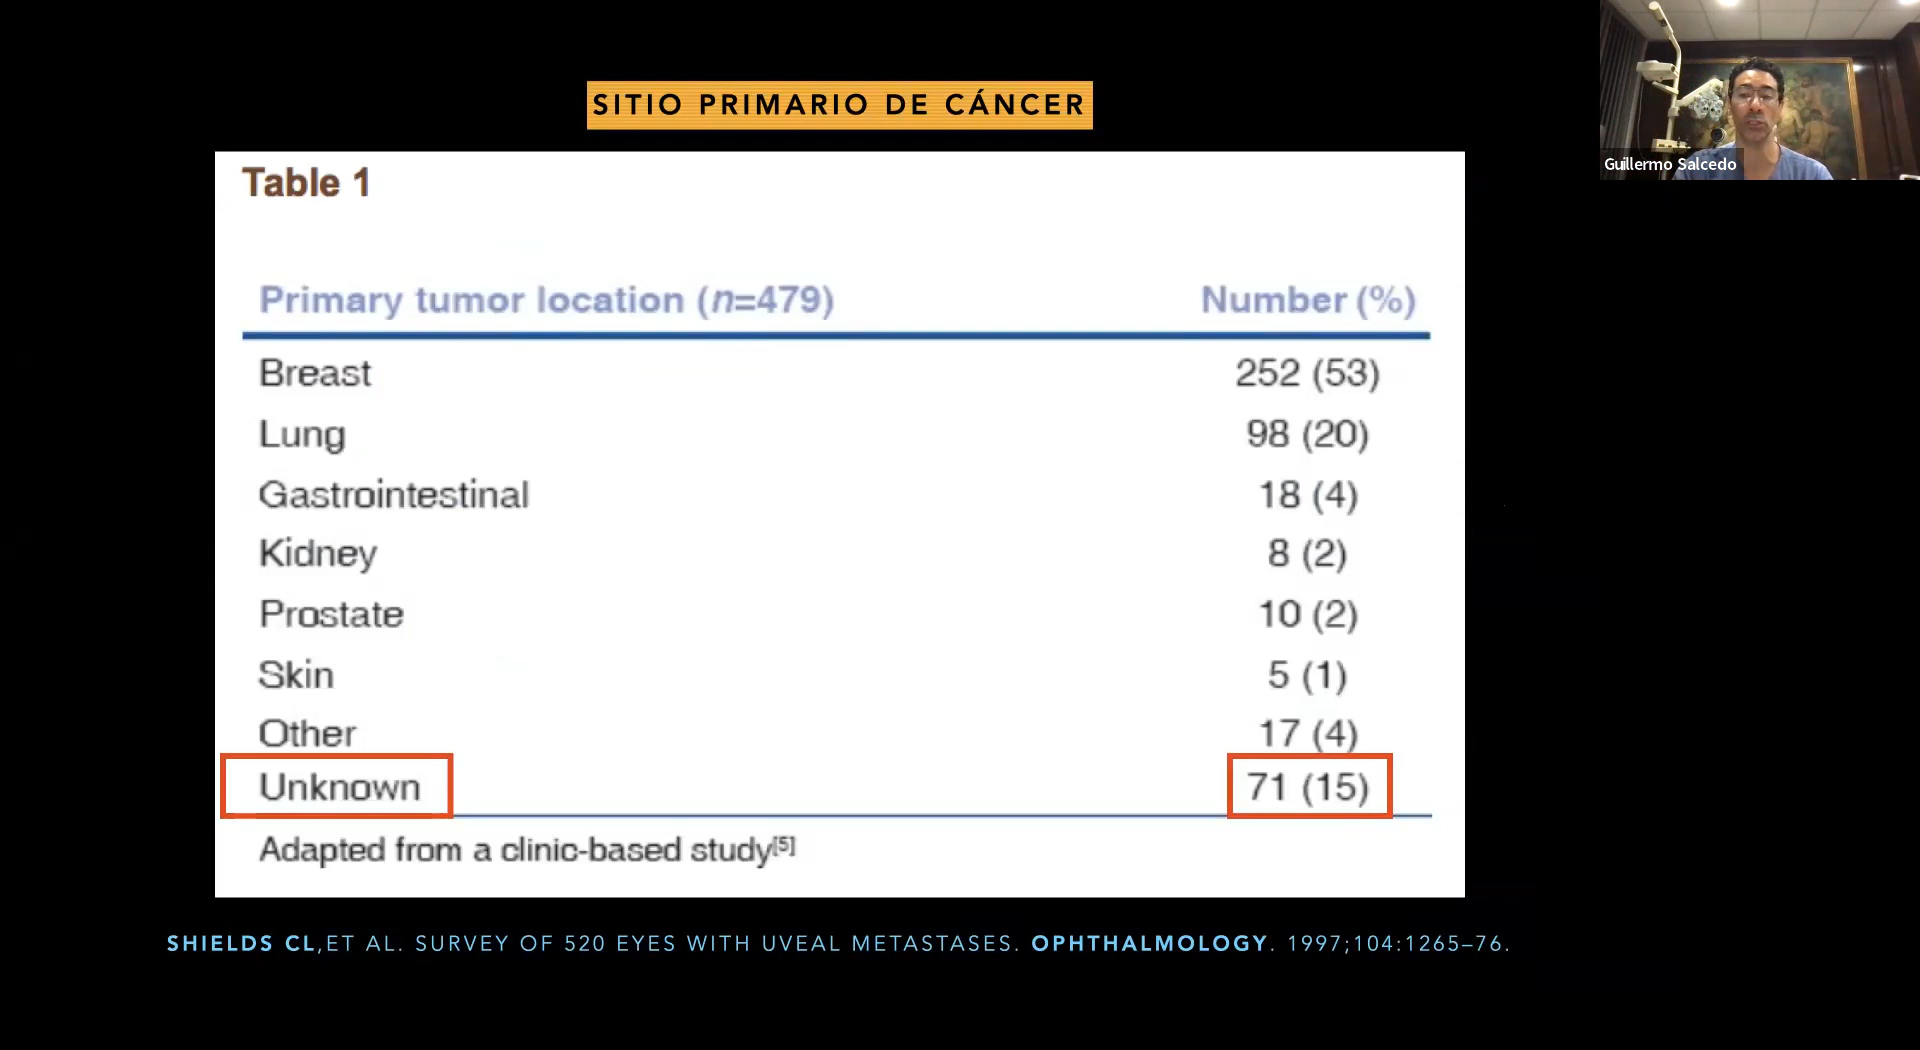 SITIO PRIMARIO DE CÁNCER
Guillermo Salcedo
Table 1
Primary tumor location (n=479) Number (%)
Breast 252 (53)
Lung 98 (20)
Gastrointestinal 18 (4)
Kidney 8 (2)
Prostate 10 (2)
Skin 5 (1)
Other 17 (4)
Unknown 71 (15)
Adapted from a clinic-based study[5]
SHIELDS CL,ET AL. SURVEY OF 520 EYES WITH UVEAL METASTASES. OPHTHALMOLOGY. 1997;104:1265–76.